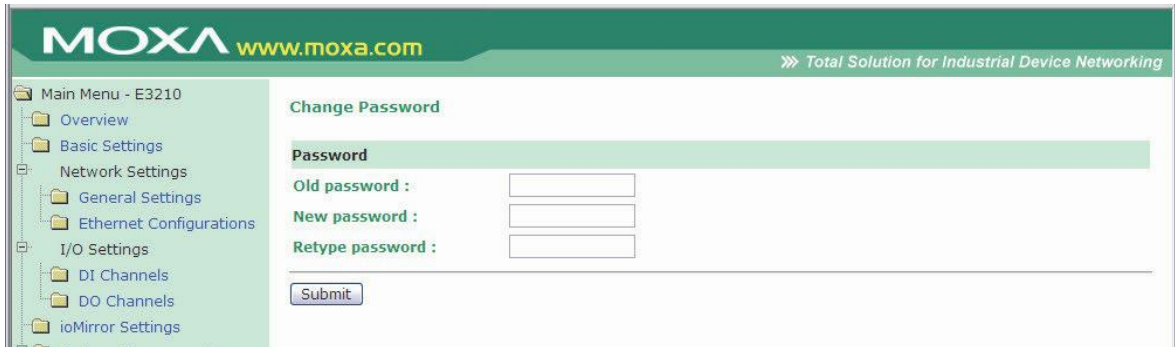 MOXA www.moxa.com
Total Solution for Industrial Device Networking
Main Menu - E3210
Overview
Basic Settings
Network Settings
General Settings
Ethernet Configurations
I/O Settings
DI Channels
DO Channels
ioMirror Settings
Change Password
Password
Old password :
New password :
Retype password :
Submit